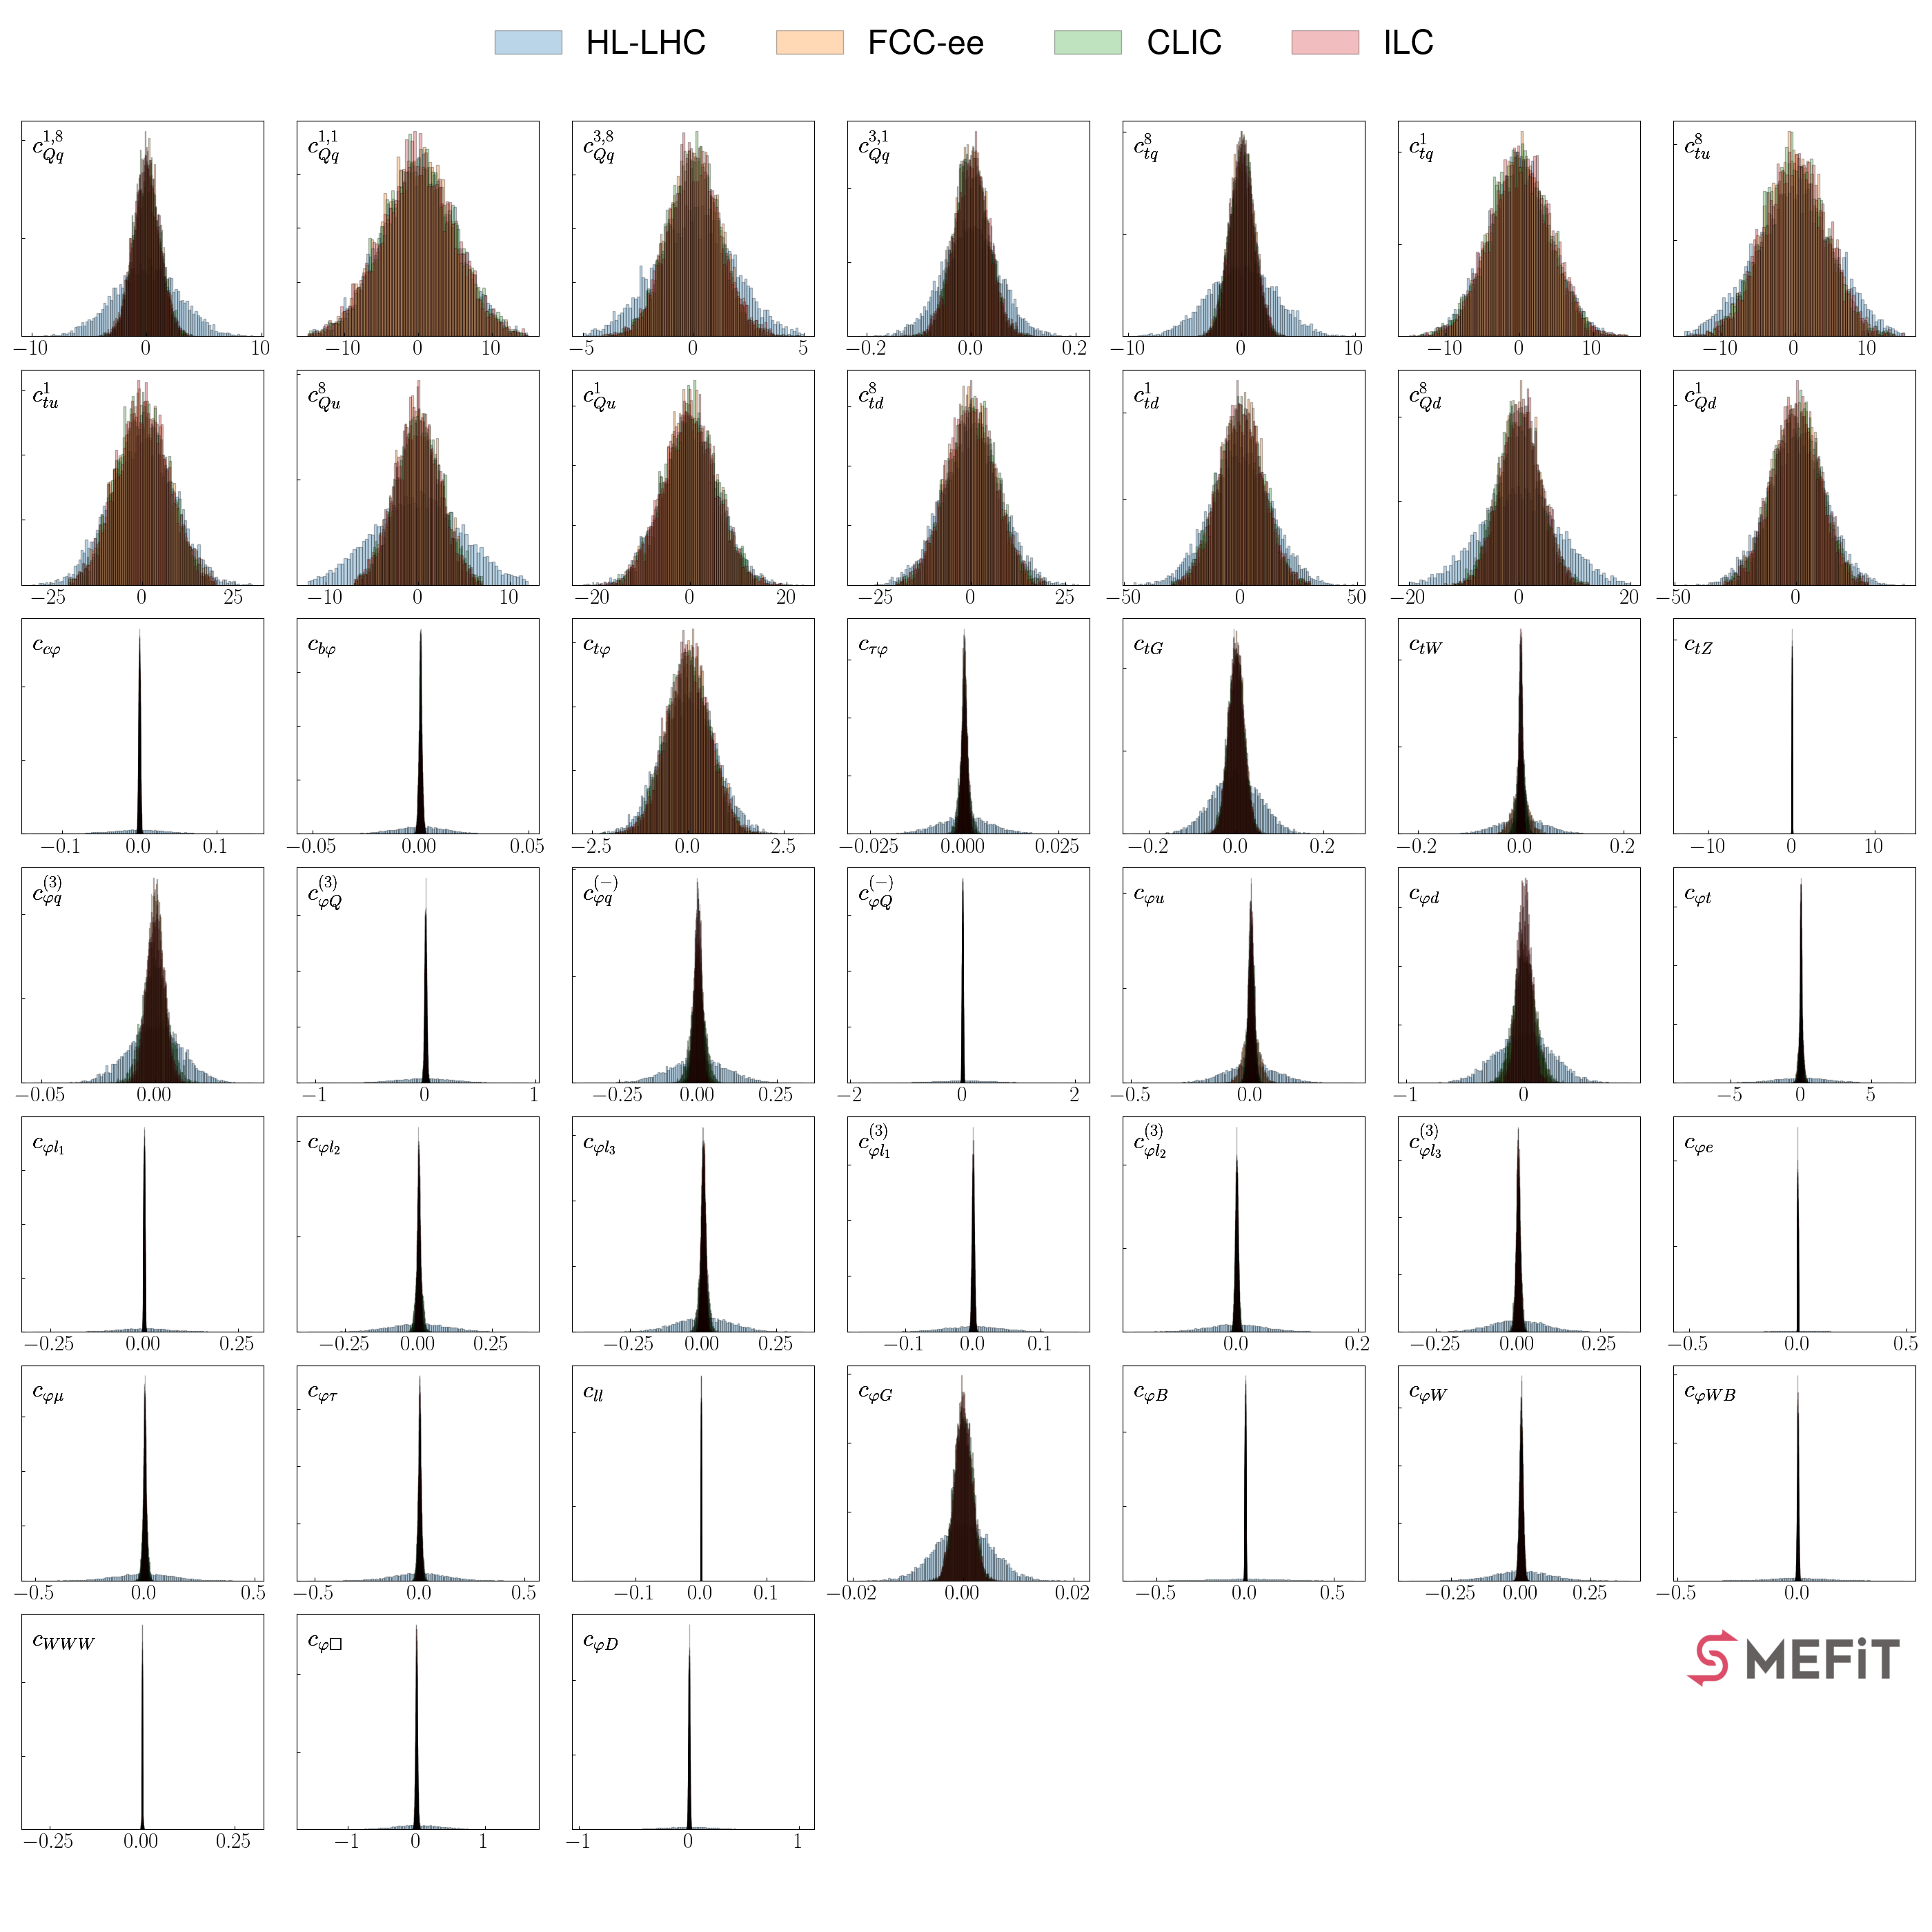 HL-LHC FCC-ee CLIC ILC
c_{Qq}^{1,8} c_{Qq}^{1,1} c_{Qq}^{3,8} c_{Qq}^{3,1} c_{tq}^{8} c_{tq}^{1} c_{tu}^{8}
−10 0 10 −10 0 10 −5 0 5 −0.2 0.0 0.2 −10 0 10 −10 0 10 −10 0 10
c_{tu}^{1} c_{Qu}^{8} c_{Qu}^{1} c_{td}^{8} c_{td}^{1} c_{Qd}^{8} c_{Qd}^{1}
−25 0 25 −10 0 10 −20 0 20 −25 0 25 −50 0 50 −20 0 20 −50 0
c_{cφ} c_{bφ} c_{tφ} c_{τφ} c_{tG} c_{tW} c_{tZ}
−0.1 0.0 0.1 −0.05 0.00 0.05 −2.5 0.0 2.5 −0.025 0.000 0.025 −0.2 0.0 0.2 −0.2 0.0 0.2 −10 0 10
c_{φq}^{(3)} c_{φQ}^{(3)} c_{φq}^{(−)} c_{φQ}^{(−)} c_{φu} c_{φd} c_{φt}
−0.05 0.00 −1 0 1 −0.25 0.00 0.25 −2 0 2 −0.5 0.0 −1 0 −5 0 5
c_{φl_1} c_{φl_2} c_{φl_3} c_{φl_1}^{(3)} c_{φl_2}^{(3)} c_{φl_3}^{(3)} c_{φe}
−0.25 0.00 0.25 −0.25 0.00 0.25 −0.25 0.00 0.25 −0.1 0.0 0.1 0.0 0.2 −0.25 0.00 0.25 −0.5 0.0 0.5
c_{φμ} c_{φτ} c_{ll} c_{φG} c_{φB} c_{φW} c_{φWB}
−0.5 0.0 0.5 −0.5 0.0 0.5 −0.1 0.0 0.1 −0.02 0.00 0.02 −0.5 0.0 0.5 −0.25 0.00 0.25 −0.5 0.0
c_{WWW} c_{φ□} c_{φD} SMEFiT
−0.25 0.00 0.25 −1 0 1 −1 0 1